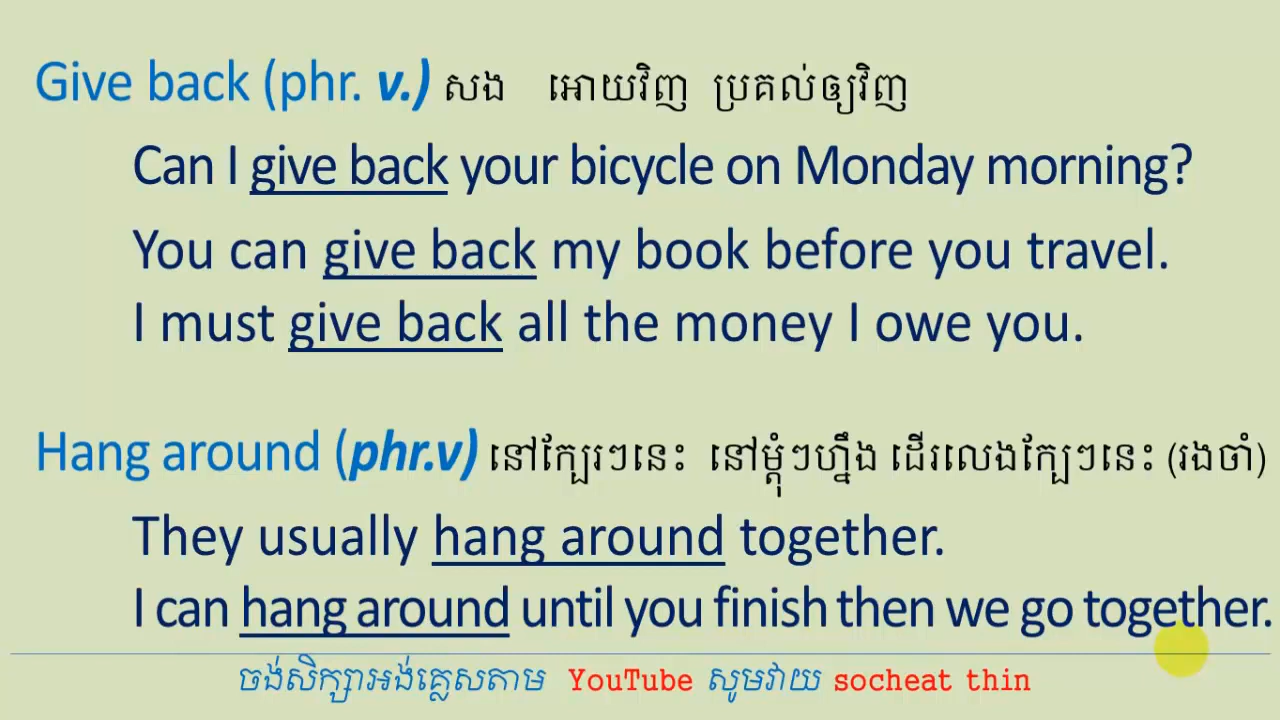 Give back (phr. v.) សង អោយវិញ ប្រគល់ឲ្យវិញ
Can I give back your bicycle on Monday morning?
You can give back my book before you travel.
I must give back all the money I owe you.
Hang around (phr.v) នៅក្បែរៗនេះ នៅម្តុំៗហ្នឹង ដើរលេងក្បែៗនេះ (រងចាំ)
They usually hang around together.
I can hang around until you finish then we go together.
ចង់សិក្សាអង់គ្លេសតាម YouTube សូមវាយ socheat thin